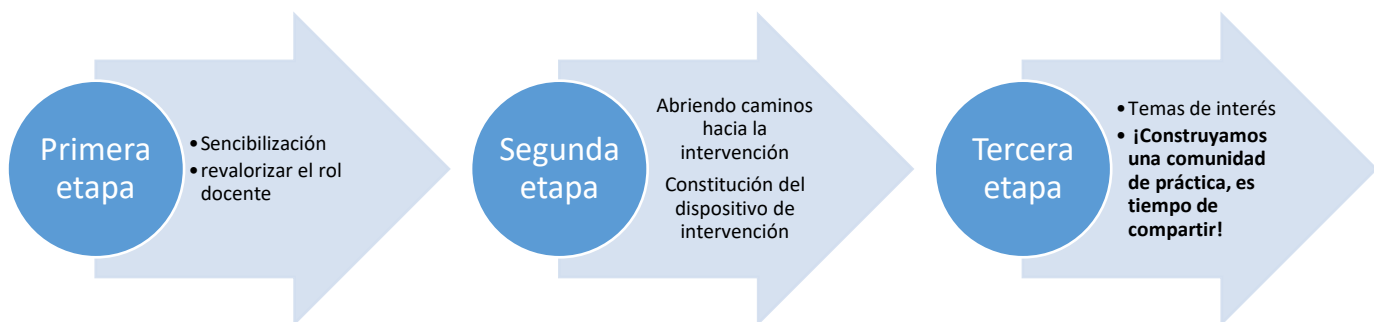 Primera
etapa
• Sencibilización
• revalorizar el rol
docente
Segunda
etapa
Abriendo caminos
hacia la
intervención
Constitución del
dispositivo de
intervención
Tercera
etapa
• Temas de interés
• ¡Construyamos
una comunidad
de práctica, es
tiempo de
compartir!